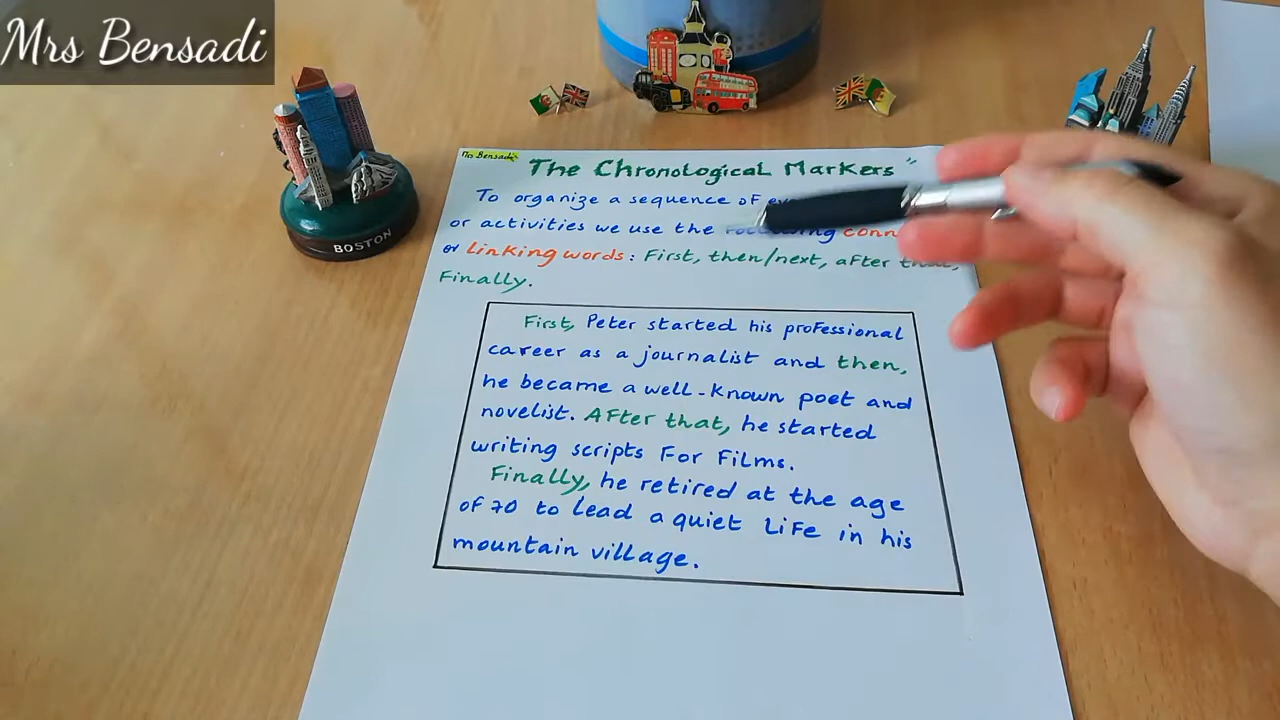 Mrs Bensadi
BOSTON
Mrs Bensadi
The Chronological Markers"
To organize a sequence of
or activities we use the following
or linking words: First, then/next, after that,
Finally.
First, Peter started his professional
career as a journalist and then,
he became a well-known poet and
novelist. After that, he started
writing scripts for films.
Finally, he retired at the age
of 70 to lead a quiet life in his
mountain village.